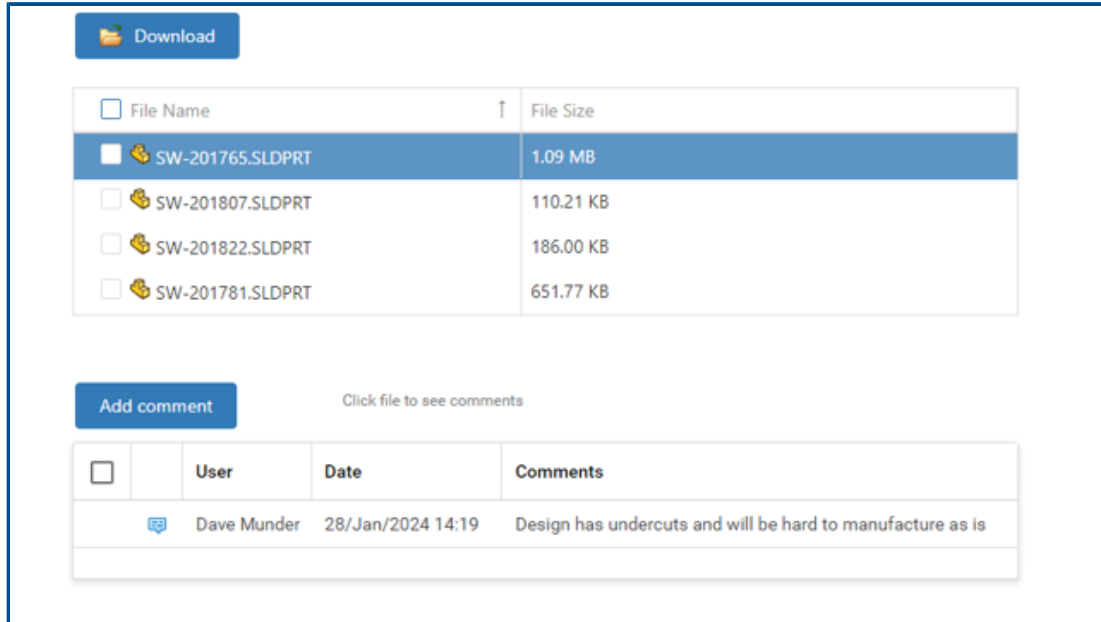 Download
File Name ↑ File Size
SW-201765.SLDPRT 1.09 MB
SW-201807.SLDPRT 110.21 KB
SW-201822.SLDPRT 186.00 KB
SW-201781.SLDPRT 651.77 KB
Add comment Click file to see comments
User Date Comments
Dave Munder 28/Jan/2024 14:19 Design has undercuts and will be hard to manufacture as is